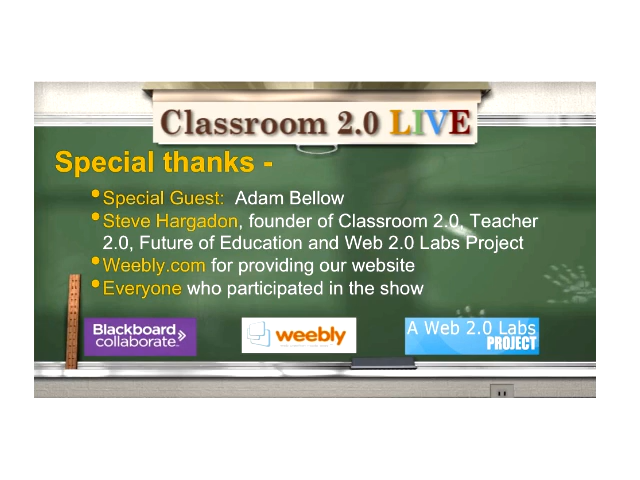 Classroom 2.0 LIVE
Special thanks -
•Special Guest:  Adam Bellow
•Steve Hargadon, founder of Classroom 2.0, Teacher
2.0, Future of Education and Web 2.0 Labs Project
•Weebly.com for providing our website
•Everyone who participated in the show
Blackboard
collaborate™
weebly
A Web 2.0 Labs
PROJECT